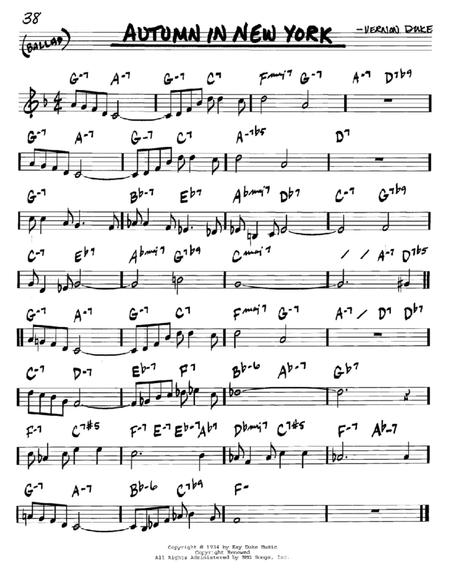 38
(BALLAD)
AUTUMN IN NEW YORK
-VERNON DUKE
G-7 A-7 G-7 C7 Fmaj7 G-7 A-7 D7b9
G-7 A-7 G-7 C7 A-7b5 D7
G-7 Bb-7 Eb7 Abmaj7 Db7 C-7 G7b9
C-7 Eb7 Abmaj7 G7b9 Cmaj7 / / A-7 D7b5
G-7 A-7 G-7 C7 Fmaj7 G-7 A-7 / D7 Db7
C-7 D-7 Eb-7 F7 Bb-6 Ab-7 Gb7
F-7 C7#5 F-7 E-7 Eb-7 Ab7 Dbmaj7 C7#5 F-7 Ab-7
G-7 A-7 Bb-6 C7b9 F-
Copyright © 1934 by Kay Duke Music
Copyright Renewed
All Rights Administered by BMG Songs, Inc.